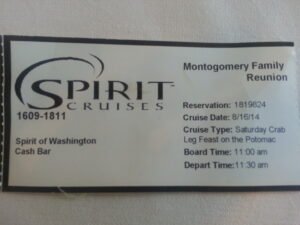 SPIRIT
CRUISES
1609-1811
Spirit of Washington
Cash Bar
Montogomery Family
Reunion
Reservation: 1819824
Cruise Date: 8/16/14
Cruise Type: Saturday Crab
Leg Feast on the Potomac
Board Time: 11:00 am
Depart Time:11:30 am